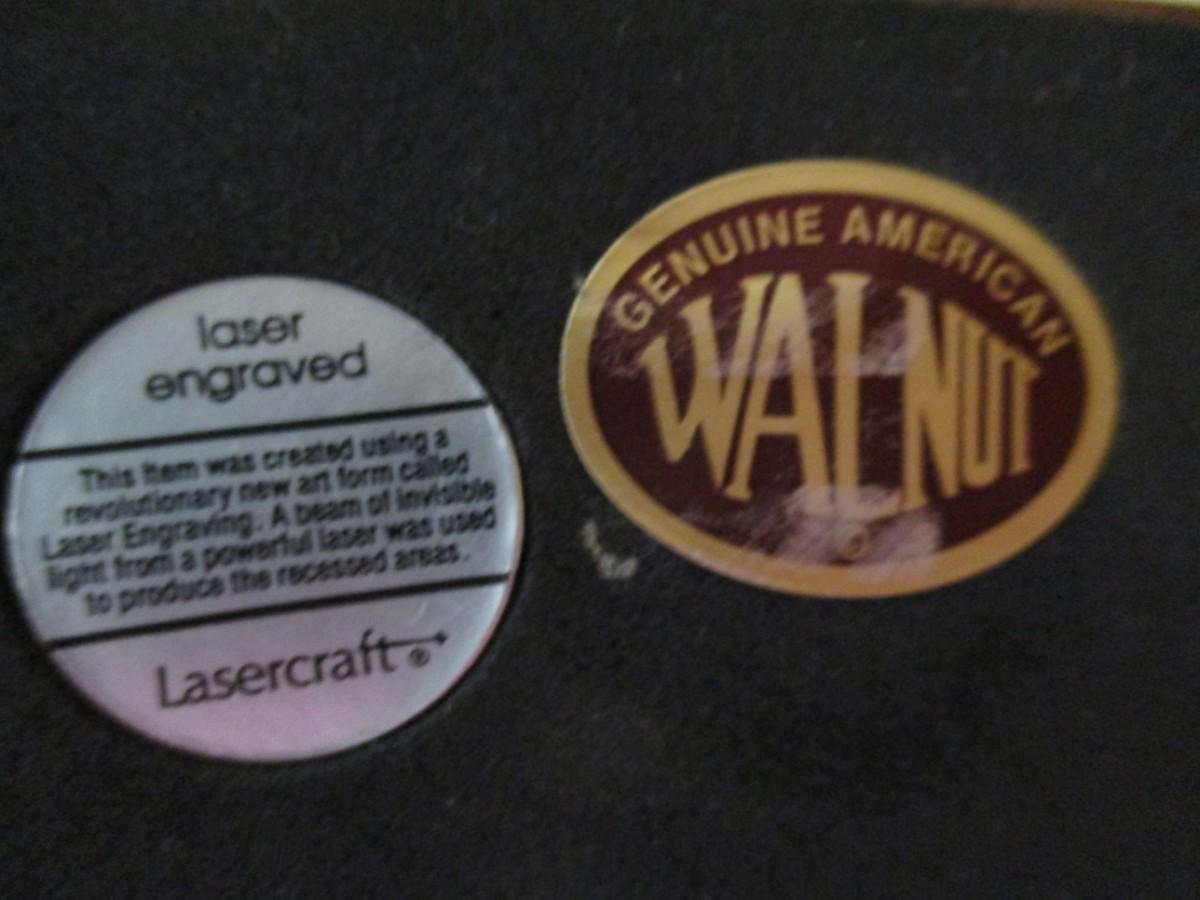 laser
engraved
This item was created using a
revolutionary new art form called
Laser Engraving. A beam of invisible
light from a powerful laser was used
to produce the recessed areas.
Lasercraft®
GENUINE AMERICAN
WALNUT